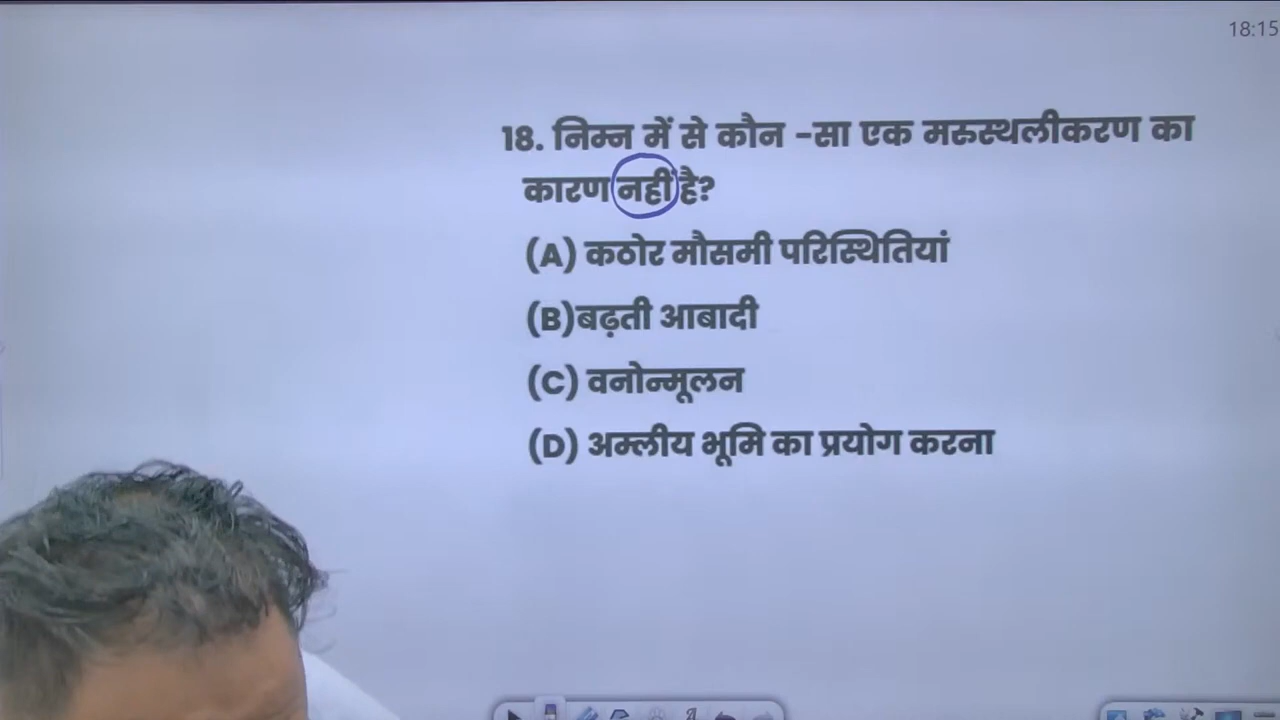 18:15
18. निम्न में से कौन -सा एक मरुस्थलीकरण का
कारण नहीं है?
(A) कठोर मौसमी परिस्थितियां
(B)बढ़ती आबादी
(C) वनोन्मूलन
(D) अम्लीय भूमि का प्रयोग करना